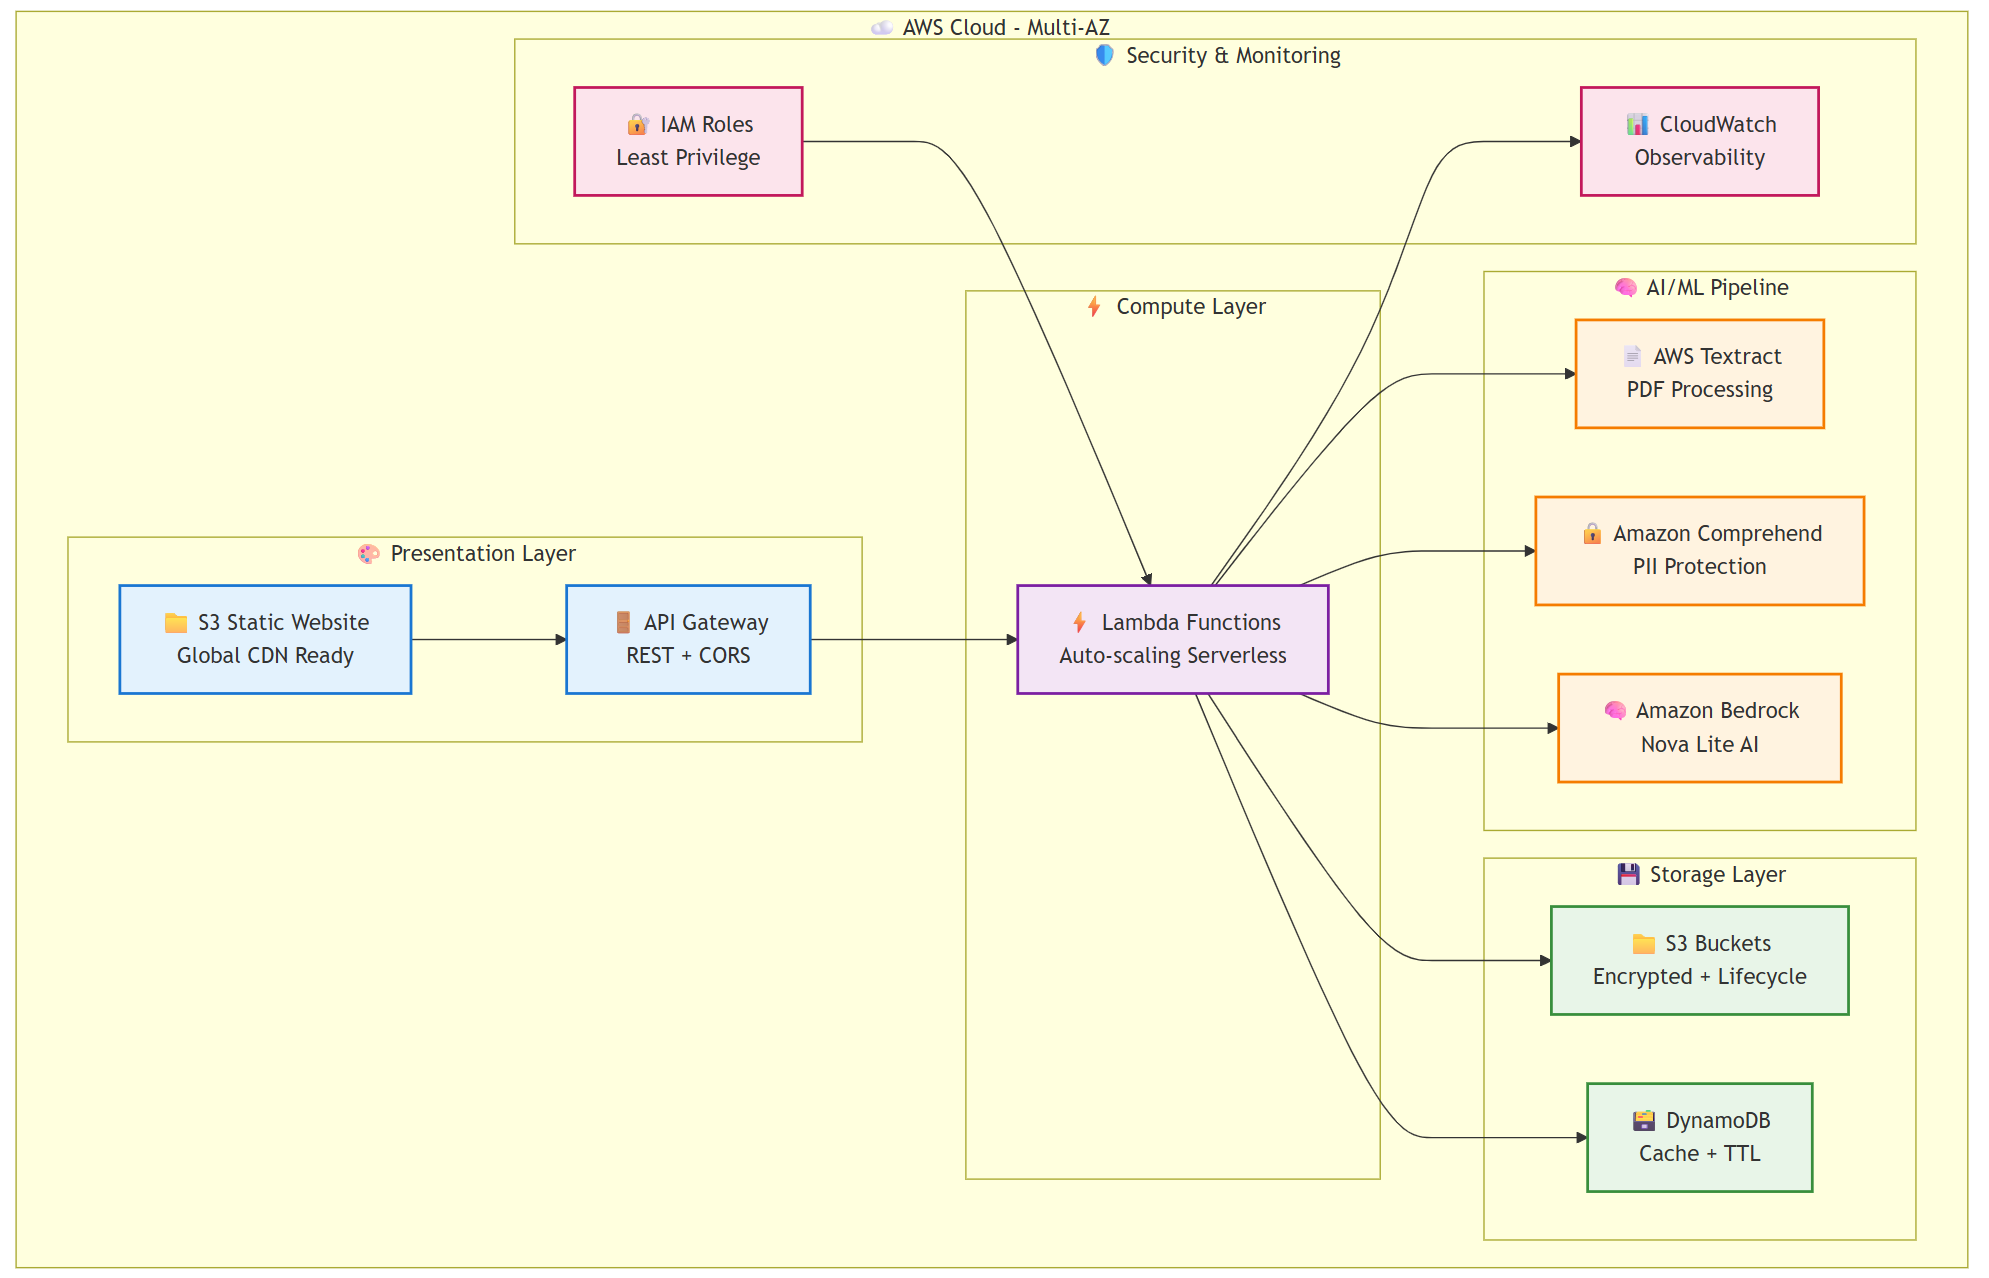 AWS Cloud - Multi-AZ
Security & Monitoring
IAM Roles
Least Privilege
CloudWatch
Observability
Compute Layer
AI/ML Pipeline
AWS Textract
PDF Processing
Amazon Comprehend
PII Protection
Amazon Bedrock
Nova Lite AI
Presentation Layer
S3 Static Website
Global CDN Ready
API Gateway
REST + CORS
Lambda Functions
Auto-scaling Serverless
Storage Layer
S3 Buckets
Encrypted + Lifecycle
DynamoDB
Cache + TTL